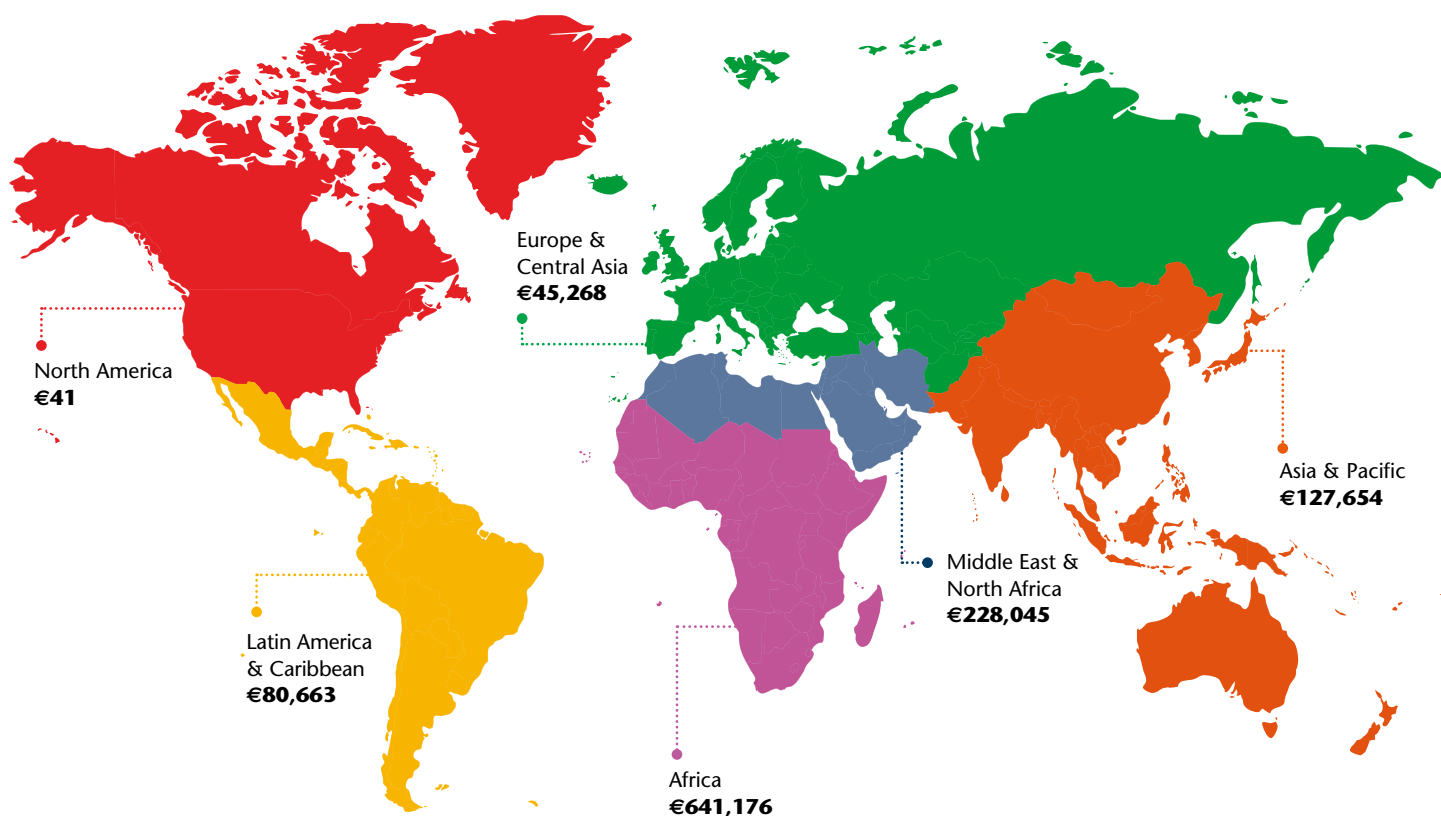 Europe &
Central Asia
€45,268
North America
€41
Asia & Pacific
€127,654
Middle East &
North Africa
€228,045
Latin America
& Caribbean
€80,663
Africa
€641,176